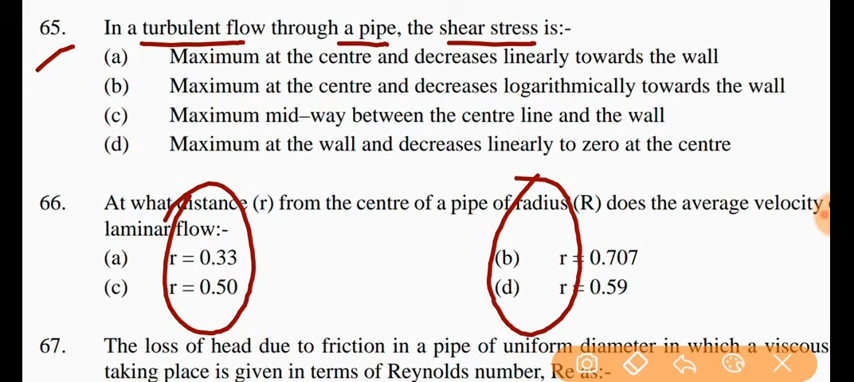 65. In a turbulent flow through a pipe, the shear stress is:-
(a) Maximum at the centre and decreases linearly towards the wall
(b) Maximum at the centre and decreases logarithmically towards the wall
(c) Maximum mid–way between the centre line and the wall
(d) Maximum at the wall and decreases linearly to zero at the centre
66. At what distance (r) from the centre of a pipe of radius (R) does the average velocity
laminar flow:-
(a) r = 0.33 (b) r = 0.707
(c) r = 0.50 (d) r = 0.59
67. The loss of head due to friction in a pipe of uniform diameter in which a viscous
taking place is given in terms of Reynolds number, Re as:-